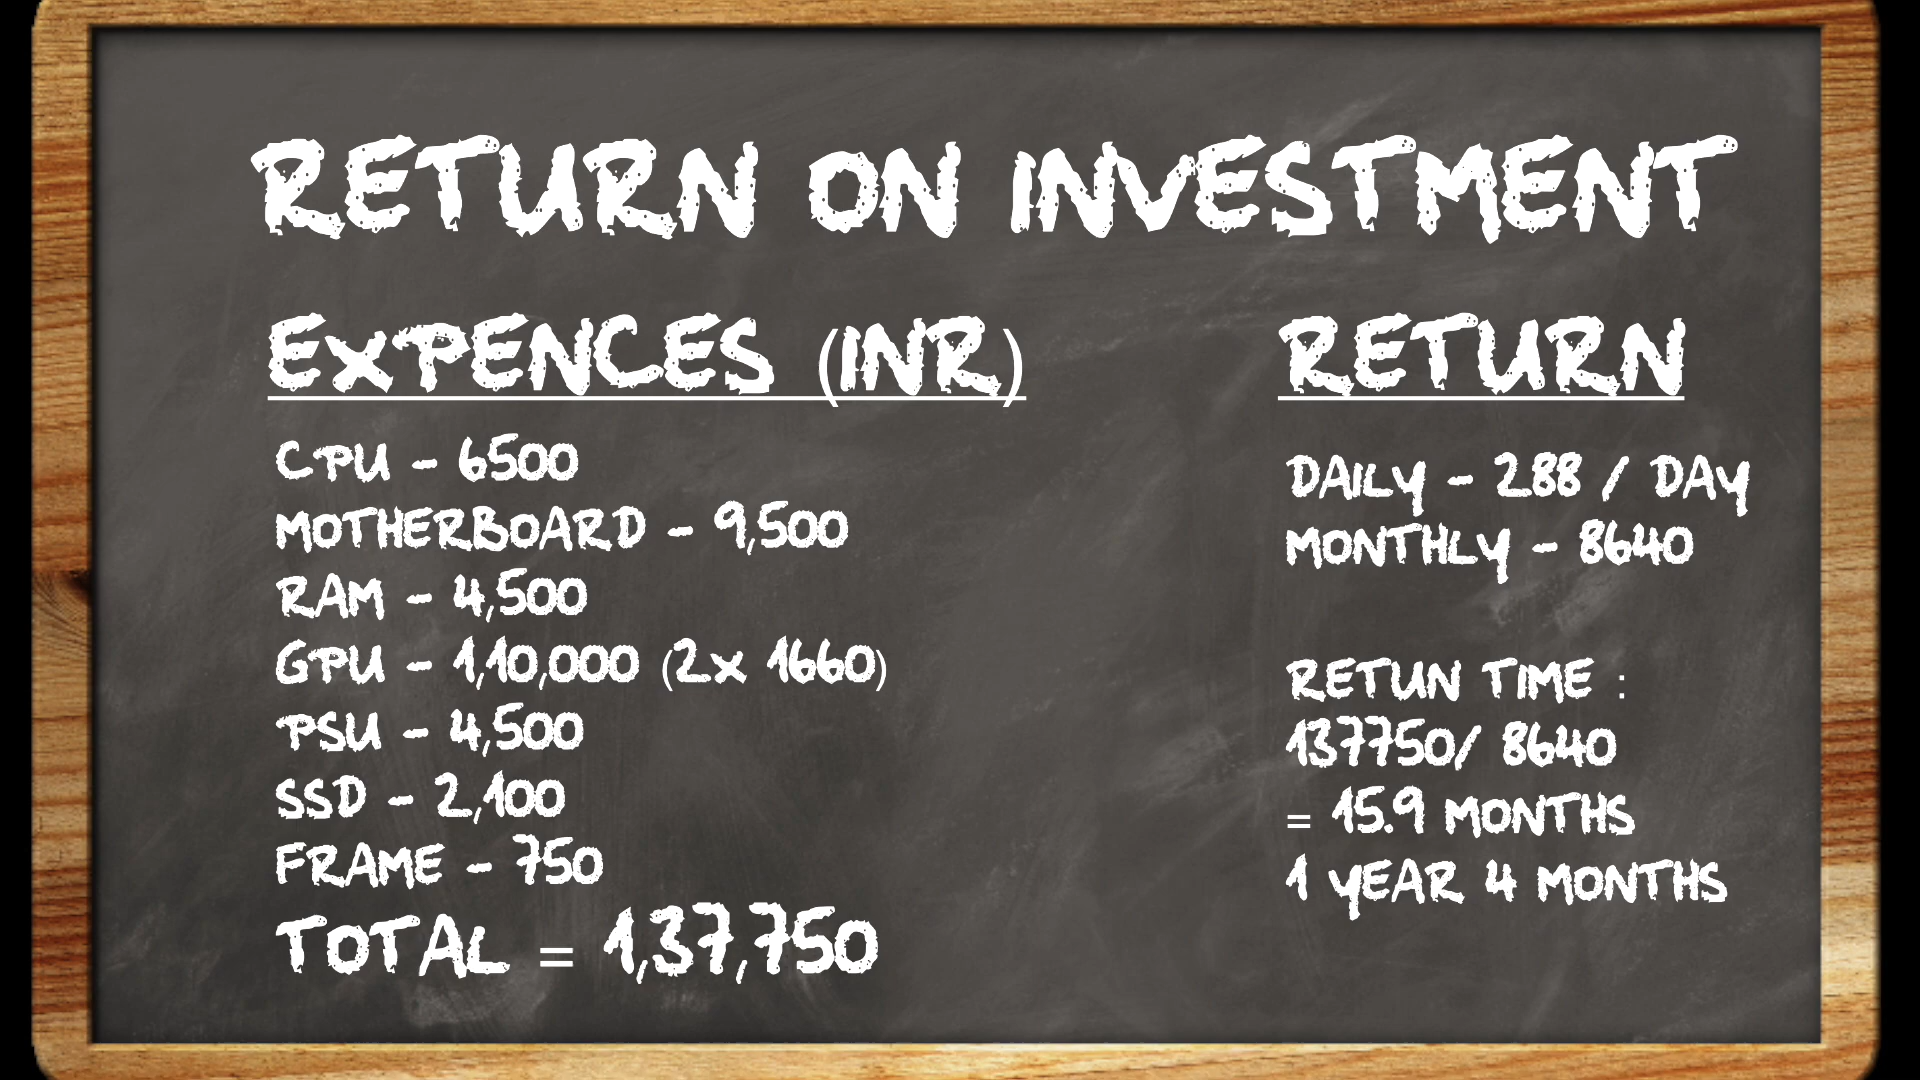 RETURN ON INVESTMENT
EXPENCES (INR)
CPU - 6500
MOTHERBOARD - 9,500
RAM - 4,500
GPU - 1,10,000 (2X 1660)
PSU - 4,500
SSD - 2,100
FRAME - 750
TOTAL = 1,37,750
RETURN
DAILY - 288 / DAY
MONTHLY - 8640
RETUN TIME :
137750/ 8640
= 15.9 MONTHS
1 YEAR 4 MONTHS